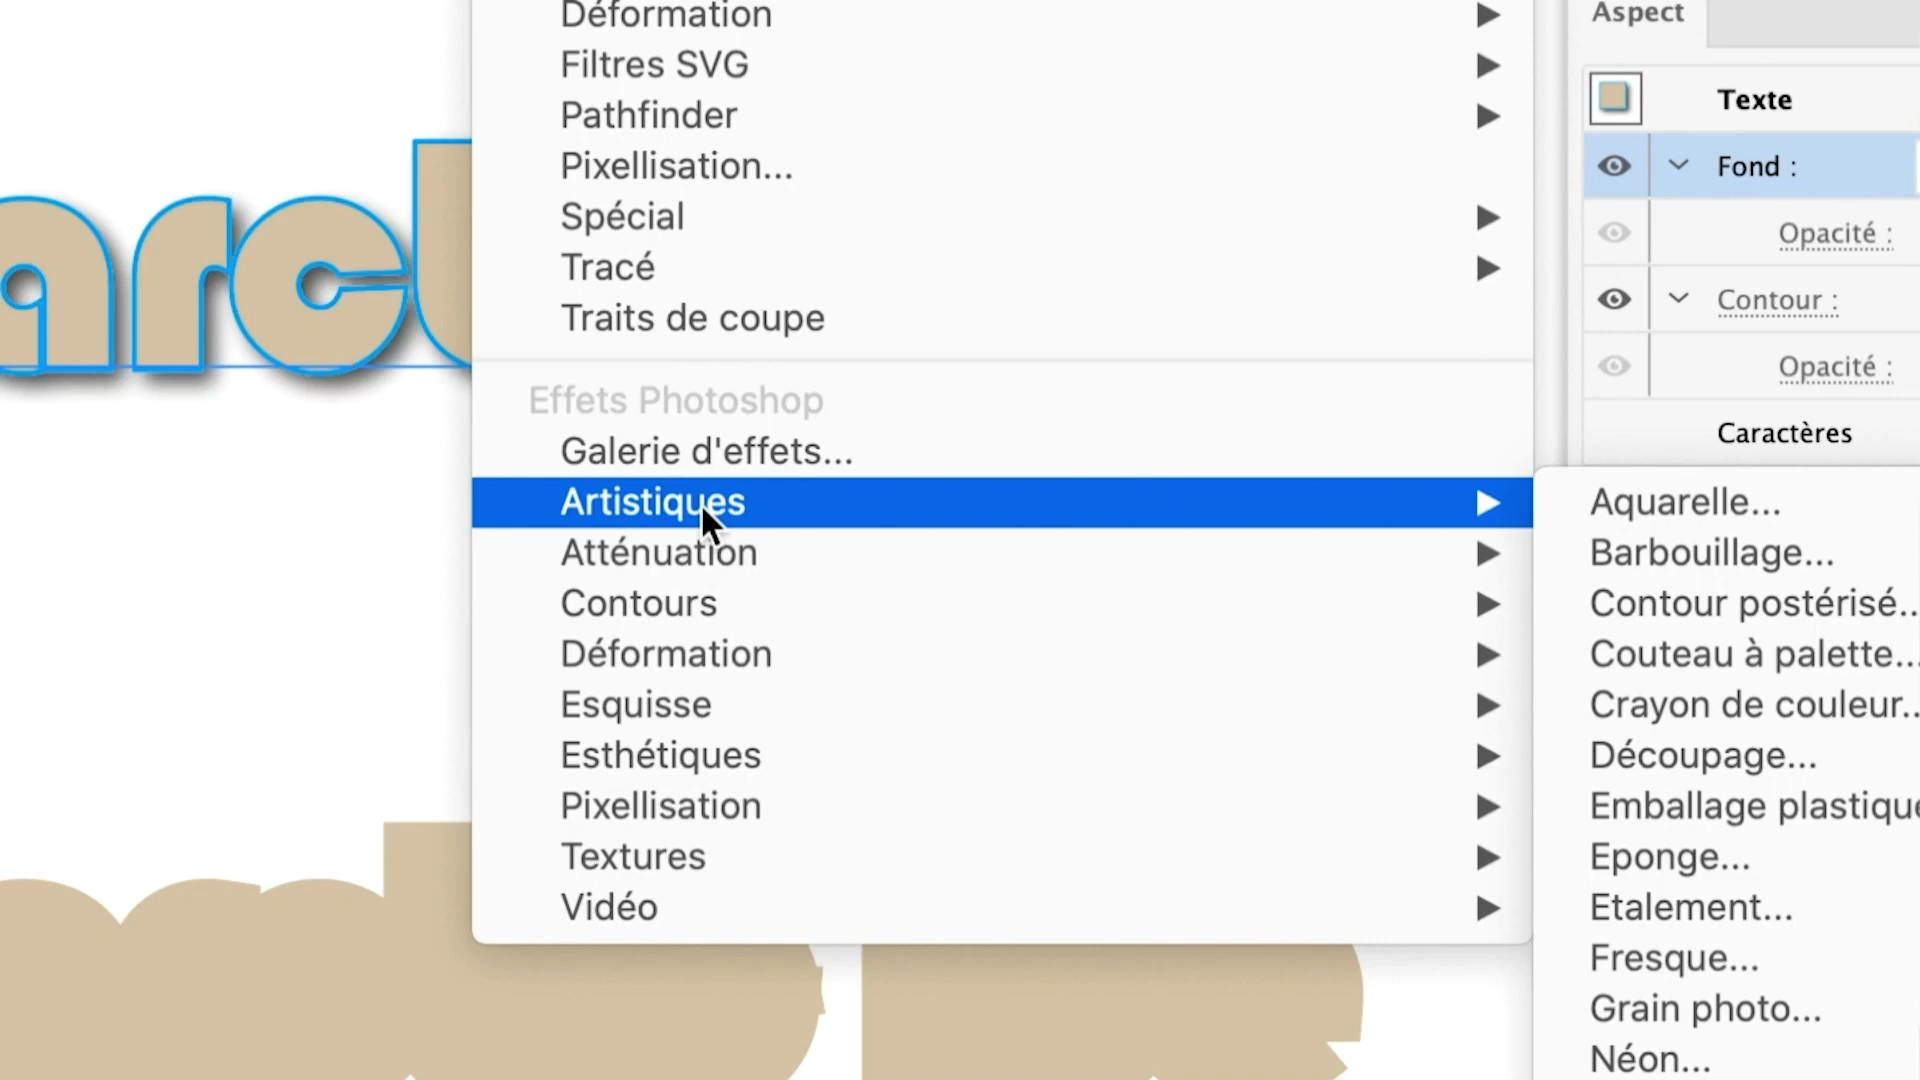 Déformation
Filtres SVG
Pathfinder
Pixellisation...
Spécial
Tracé
Traits de coupe
Effets Photoshop
Galerie d'effets...
Artistiques
Atténuation
Contours
Déformation
Esquisse
Esthétiques
Pixellisation
Textures
Vidéo
Aspect
Texte
Fond :
Opacité :
Contour :
Opacité :
Caractères
Aquarelle...
Barbouillage...
Contour postérisé..
Couteau à palette...
Crayon de couleur..
Découpage...
Emballage plastique
Eponge...
Etalement...
Fresque...
Grain photo...
Néon...